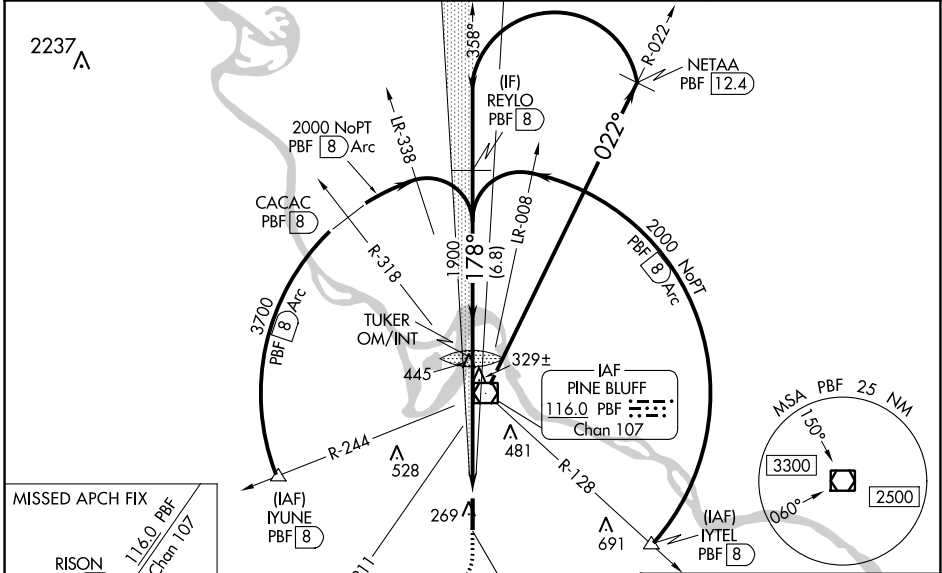 2237
358°
R-022
NETAA
PBF 12.4
(IF)
REYLO
PBF 8
2000 NoPT
PBF 8 Arc
LR-338
022°
CACAC
PBF 8
R-318
1900
178°
(6.8)
LR-008
2000 NoPT
PBF 8 Arc
3700
PBF 8 Arc
TUKER
OM/INT
445
329±
IAF
PINE BLUFF
116.0 PBF
Chan 107
MSA PBF 25 NM
150°
3300
060°
2500
R-244
528
481
R-128
(IAF)
IYUNE
PBF 8
269
691
(IAF)
IYTEL
PBF 8
MISSED APCH FIX
116.0 PBF
Chan 107
RISON